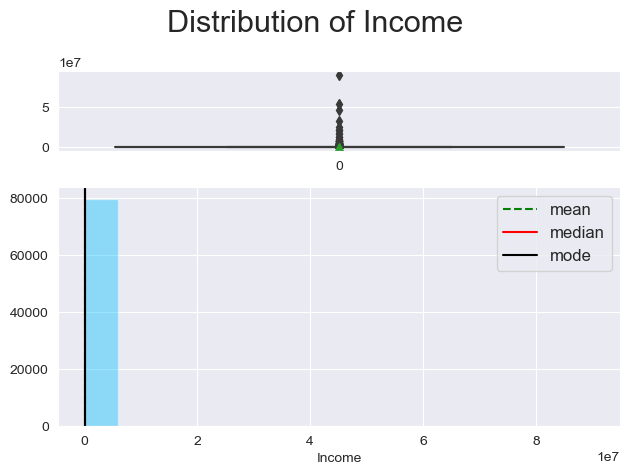 Distribution of Income
1e7
5
0
0
80000
60000
40000
20000
0
mean
median
mode
0 2 4 6 8
Income
1e7